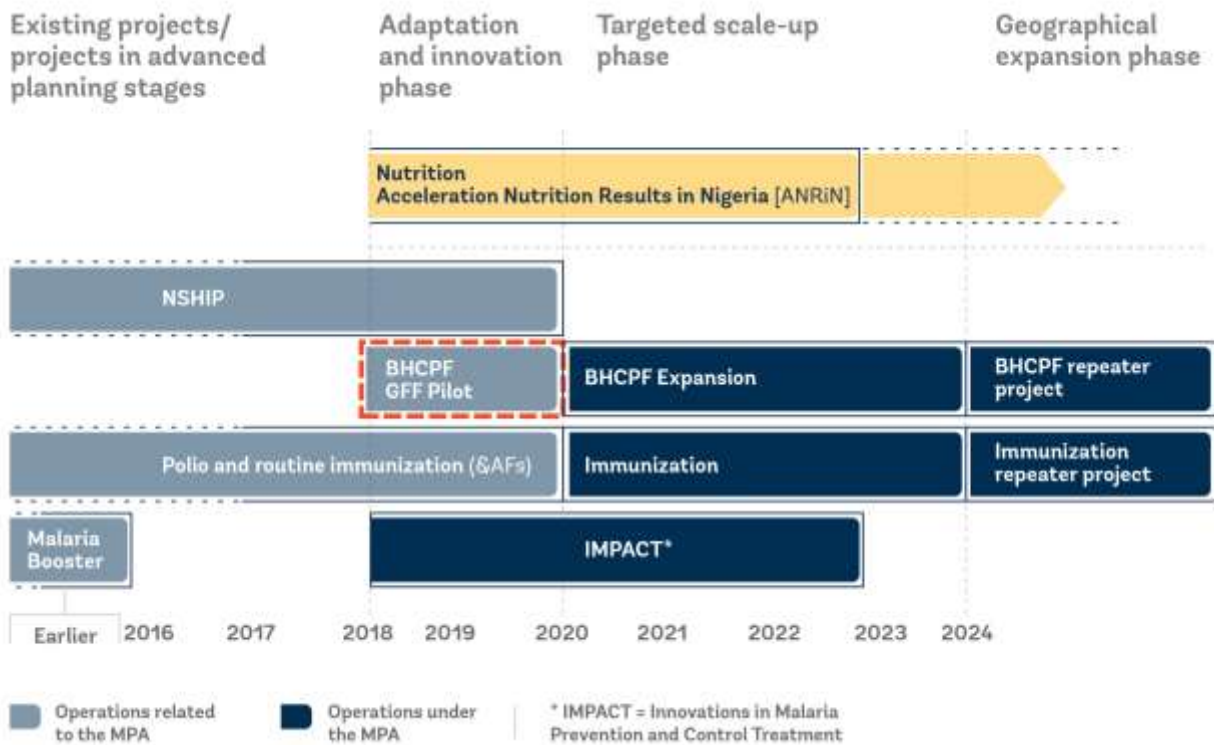 Existing projects/
projects in advanced
planning stages
Adaptation
and innovation
phase
Targeted scale-up
phase
Geographical
expansion phase
Nutrition
Acceleration Nutrition Results in Nigeria [ANRiN]
NSHIP
BHCPF
GFF Pilot
BHCPF Expansion
BHCPF repeater
project
Polio and routine immunization (&AFs)
Immunization
Immunization
repeater project
Malaria
Booster
IMPACT*
Earlier 2016 2017 2018 2019 2020 2021 2022 2023 2024
Operations related
to the MPA
Operations under
the MPA
* IMPACT = Innovations in Malaria
Prevention and Control Treatment